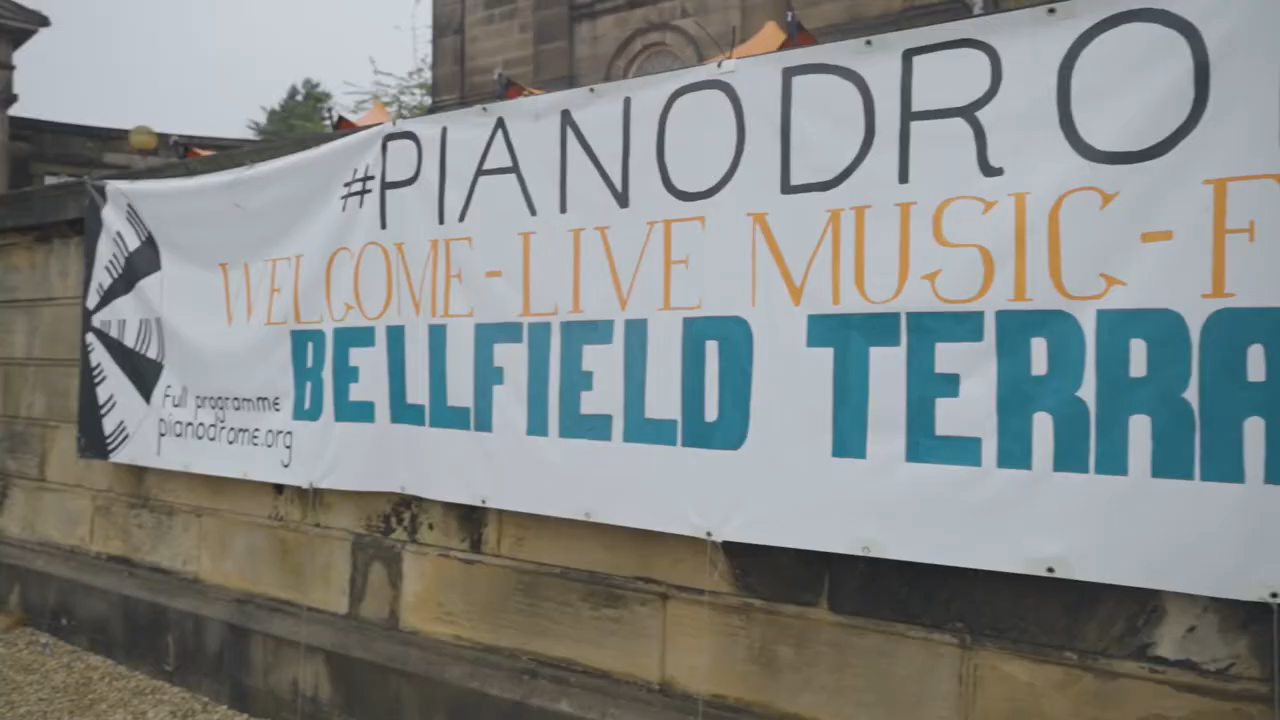 #PIANODRO
WELCOME-LIVE MUSIC-F
BELLFIELD TERRA
Full programme
pianodrome.org